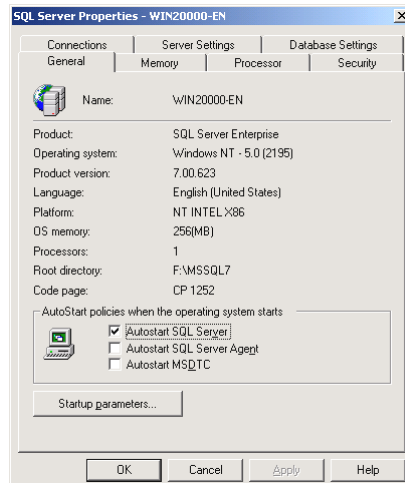 SQL Server Properties - WIN20000-EN
Connections Server Settings Database Settings
General Memory Processor Security
Name: WIN20000-EN
Product: SQL Server Enterprise
Operating system: Windows NT - 5.0 (2195)
Product version: 7.00.623
Language: English (United States)
Platform: NT INTEL X86
OS memory: 256(MB)
Processors: 1
Root directory: F:\MSSQL7
Code page: CP 1252
AutoStart policies when the operating system starts
Autostart SQL Server
Autostart SQL Server Agent
Autostart MSDTC
Startup parameters...
OK Cancel Apply Help